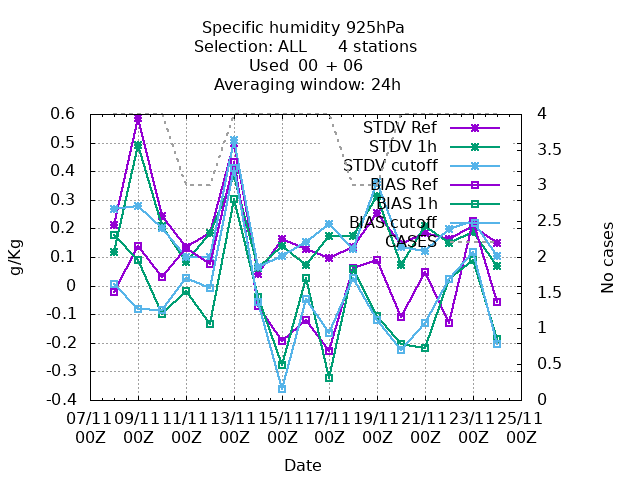 Specific humidity 925hPa
Selection: ALL 4 stations
Used 00 + 06
Averaging window: 24h
g/Kg
No cases
0.6
0.5
0.4
0.3
0.2
0.1
0
-0.1
-0.2
-0.3
-0.4
4
3.5
3
2.5
2
1.5
1
0.5
0
STDV Ref
STDV 1h
STDV cutoff
BIAS Ref
BIAS 1h
BIAS cutoff
CASES
07/11 09/11 11/11 13/11 15/11 17/11 19/11 21/11 23/11 25/11
00Z 00Z 00Z 00Z 00Z 00Z 00Z 00Z 00Z 00Z
Date